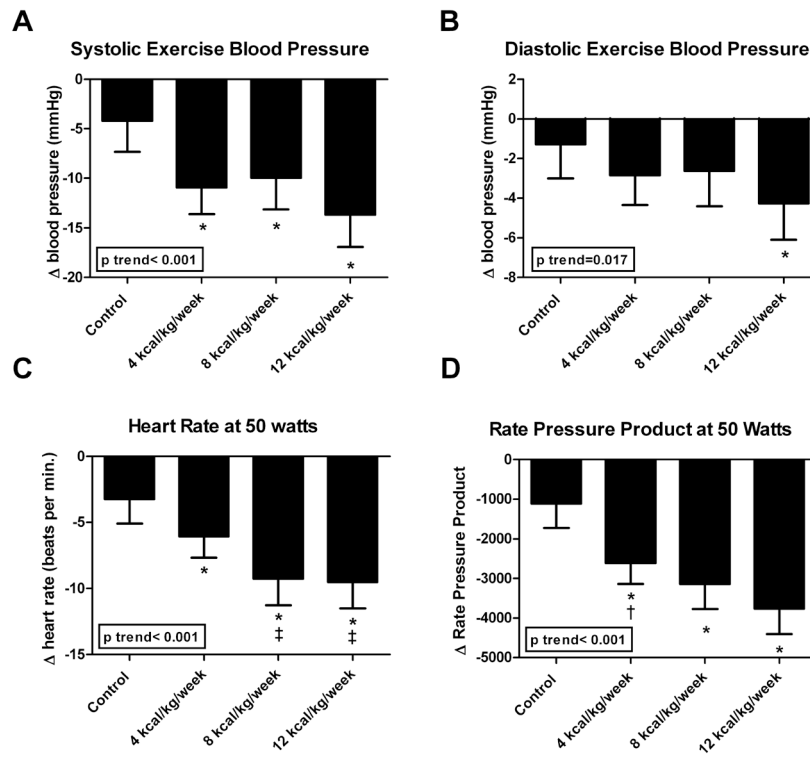 A
Systolic Exercise Blood Pressure
Δ blood pressure (mmHg)
0
-5
-10
-15
-20
* * *
p trend< 0.001
Control
4 kcal/kg/week
8 kcal/kg/week
12 kcal/kg/week
B
Diastolic Exercise Blood Pressure
Δ blood pressure (mmHg)
2
0
-2
-4
-6
-8
*
p trend=0.017
Control
4 kcal/kg/week
8 kcal/kg/week
12 kcal/kg/week
C
Heart Rate at 50 watts
Δ heart rate (beats per min.)
0
-5
-10
-15
* * *
‡ ‡
p trend< 0.001
Control
4 kcal/kg/week
8 kcal/kg/week
12 kcal/kg/week
D
Rate Pressure Product at 50 Watts
Δ Rate Pressure Product
0
-1000
-2000
-3000
-4000
-5000
* * *
†
p trend< 0.001
Control
4 kcal/kg/week
8 kcal/kg/week
12 kcal/kg/week